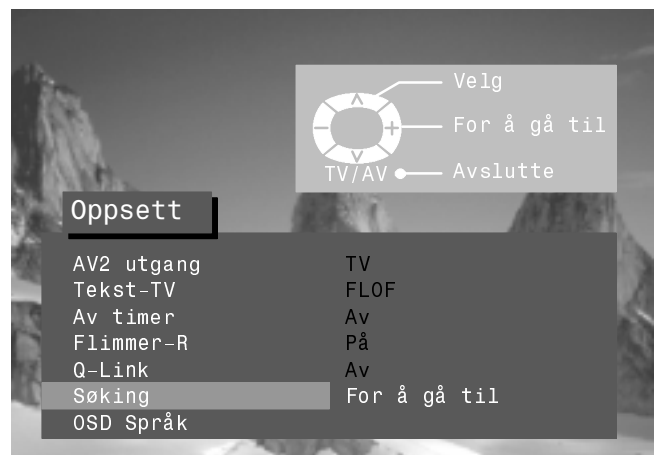 Velg
For å gå til
TV/AV Avslutte
Oppsett
AV2 utgang TV
Tekst-TV FLOF
Av timer Av
Flimmer-R På
Q-Link Av
Søking For å gå til
OSD Språk